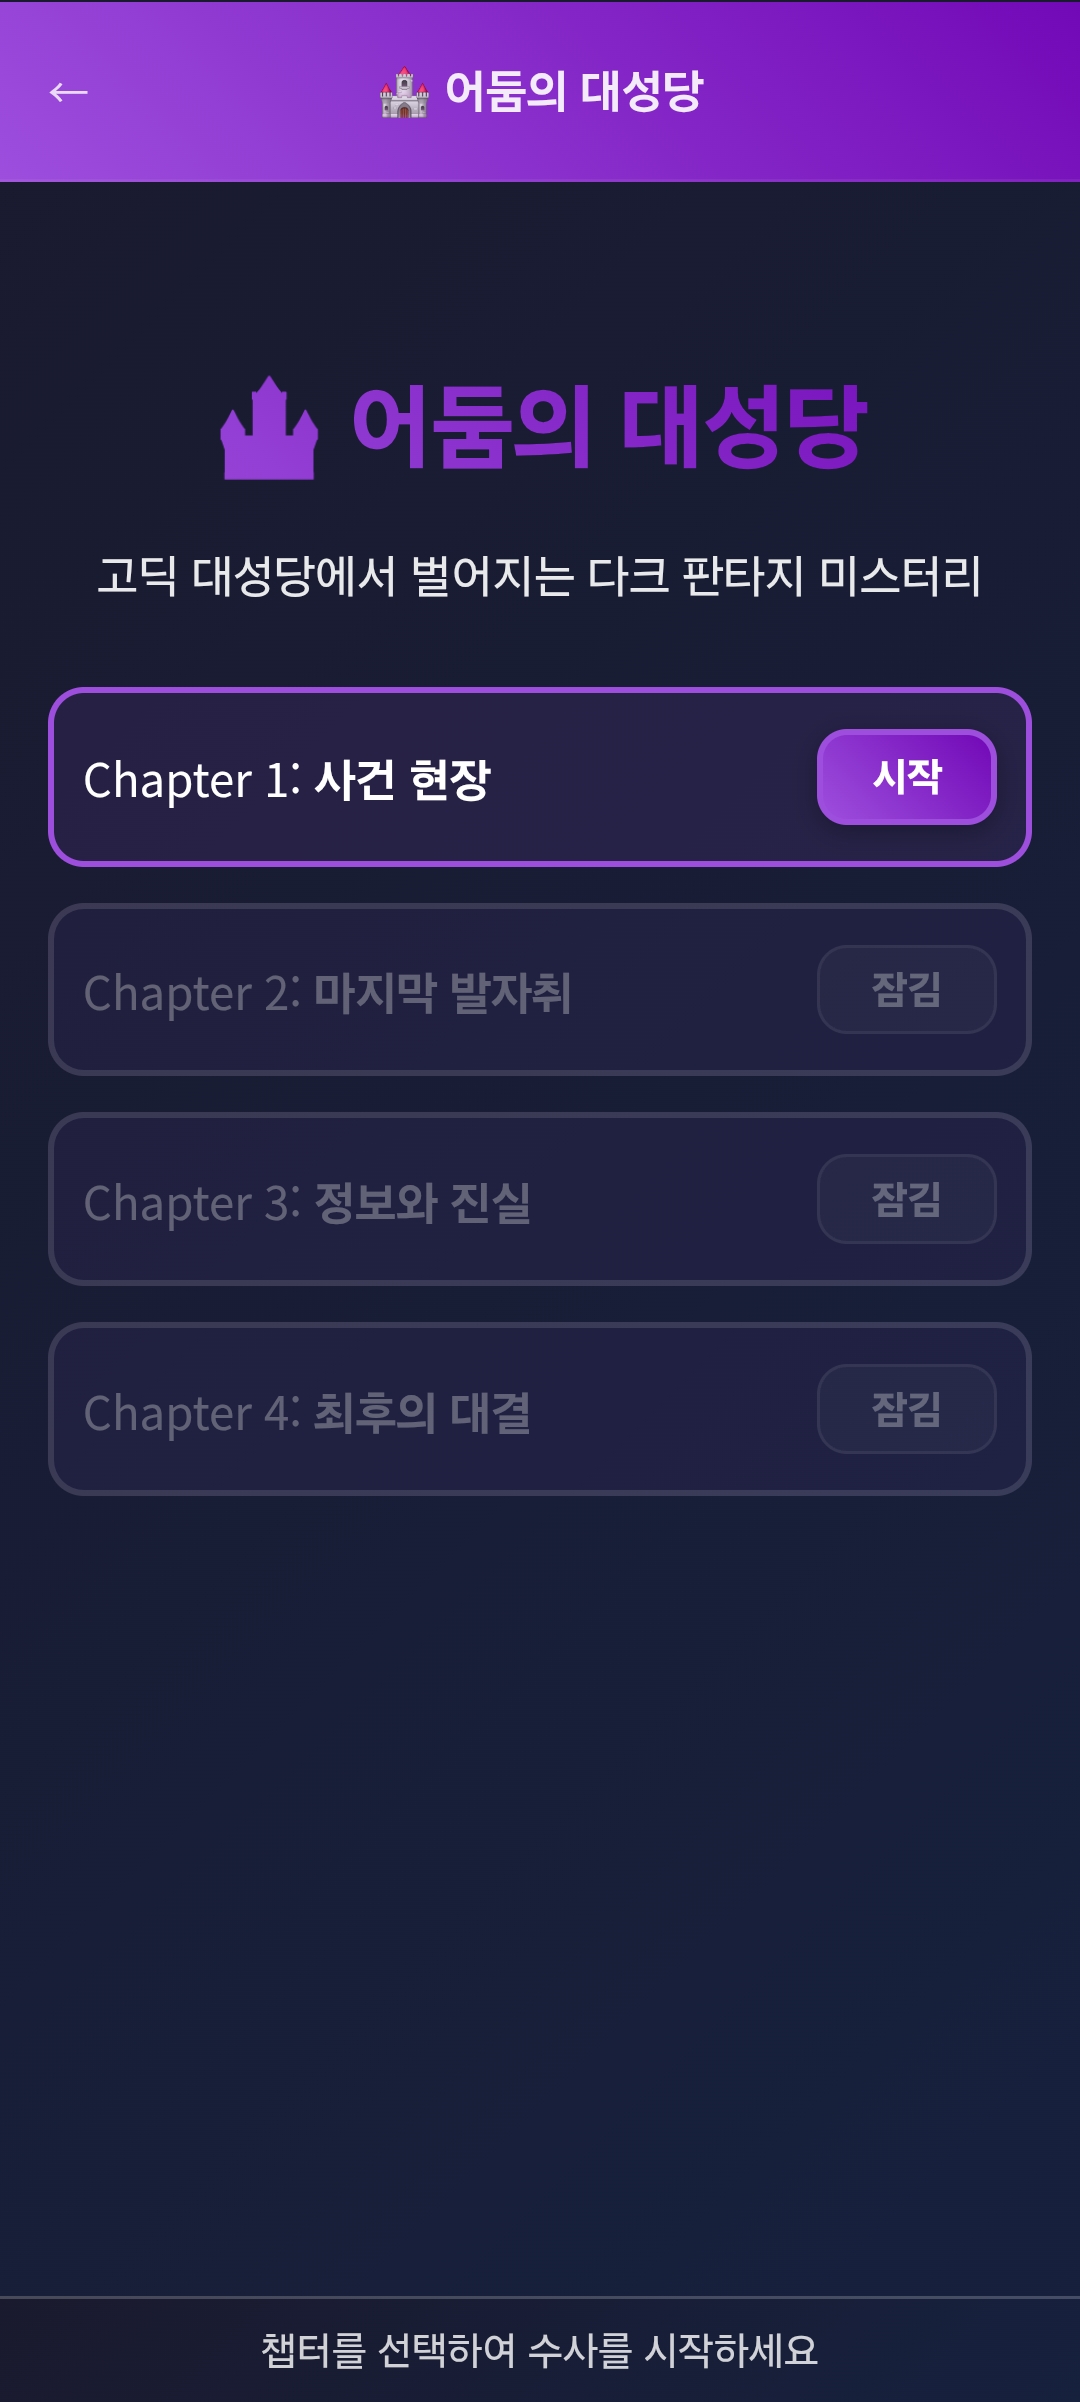 ← 🏰 어둠의 대성당
🏰 어둠의 대성당
고딕 대성당에서 벌어지는 다크 판타지 미스터리
Chapter 1: 사건 현장 시작
Chapter 2: 마지막 발자취 잠김
Chapter 3: 정보와 진실 잠김
Chapter 4: 최후의 대결 잠김
챕터를 선택하여 수사를 시작하세요